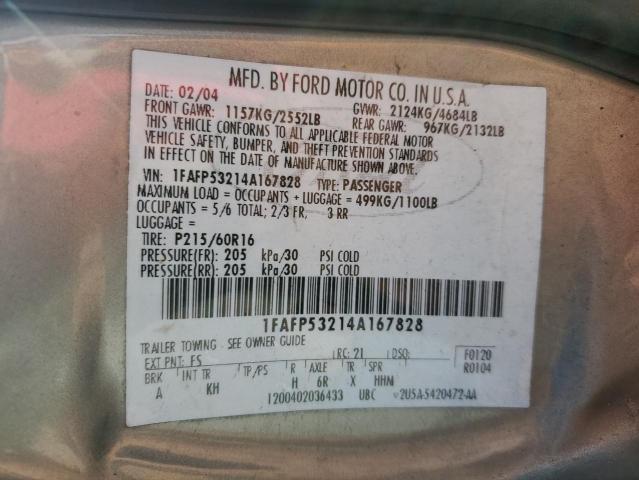 MFD. BY FORD MOTOR CO. IN U.S.A.
DATE: 02/04 GVWR: 2124KG/4684LB
FRONT GAWR: 1157KG/2552LB REAR GAWR: 967KG/2132LB
THIS VEHICLE CONFORMS TO ALL APPLICABLE FEDERAL MOTOR
VEHICLE SAFETY, BUMPER, AND THEFT PREVENTION STANDARDS
IN EFFECT ON THE DATE OF MANUFACTURE SHOWN ABOVE.
VIN: 1FAFP53214A167828 TYPE: PASSENGER
MAXIMUM LOAD = OCCUPANTS + LUGGAGE = 499KG/1100LB
OCCUPANTS = 5/6 TOTAL; 2/3 FR, 3 RR
LUGGAGE =
TIRE: P215/60R16
PRESSURE(FR): 205 kPa/30 PSI COLD
PRESSURE(RR): 205 kPa/30 PSI COLD
1FAFP53214A167828
TRAILER TOWING - SEE OWNER GUIDE
EXT PNT: FS RC: 21 DSO: F0120
BRK INT TR TP/PS R AXLE TR SPR R0104
A KH H 6R X HHM
1200402036433 UBC v2U5A-5420472-AA